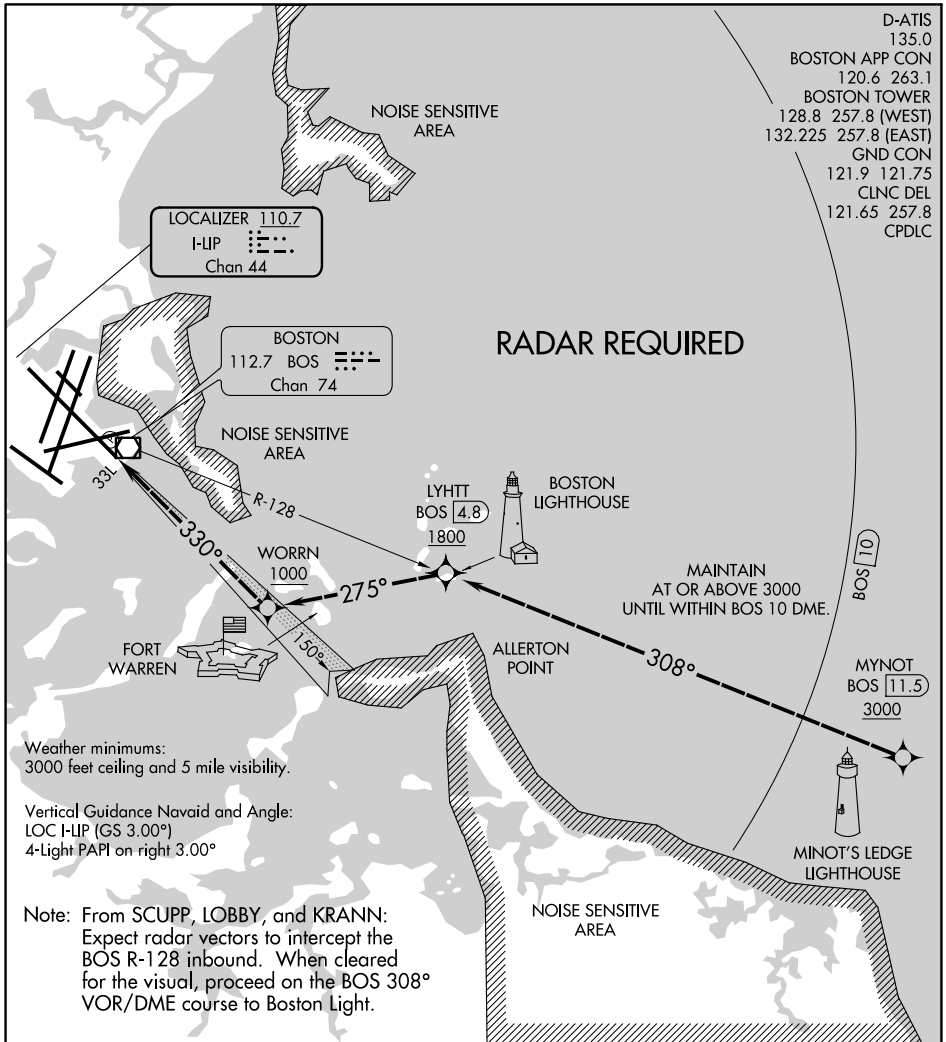 D-ATIS
135.0
BOSTON APP CON
120.6 263.1
BOSTON TOWER
128.8 257.8 (WEST)
132.225 257.8 (EAST)
GND CON
121.9 121.75
CLNC DEL
121.65 257.8
CPDLC
NOISE SENSITIVE
AREA
LOCALIZER 110.7
I-LIP
Chan 44
RADAR REQUIRED
BOSTON
112.7 BOS
Chan 74
NOISE SENSITIVE
AREA
33L
R-128
LYHTT
BOS 4.8
1800
BOSTON
LIGHTHOUSE
330°
WORRN
1000
275°
MAINTAIN
AT OR ABOVE 3000
UNTIL WITHIN BOS 10 DME.
BOS 10
FORT
WARREN
150°
ALLERTON
POINT
308°
MYNOT
BOS 11.5
3000
Weather minimums:
3000 feet ceiling and 5 mile visibility.
Vertical Guidance Navaid and Angle:
LOC I-LIP (GS 3.00°)
4-Light PAPI on right 3.00°
MINOT'S LEDGE
LIGHTHOUSE
Note: From SCUPP, LOBBY, and KRANN:
Expect radar vectors to intercept the
BOS R-128 inbound. When cleared
for the visual, proceed on the BOS 308°
VOR/DME course to Boston Light.
NOISE SENSITIVE
AREA